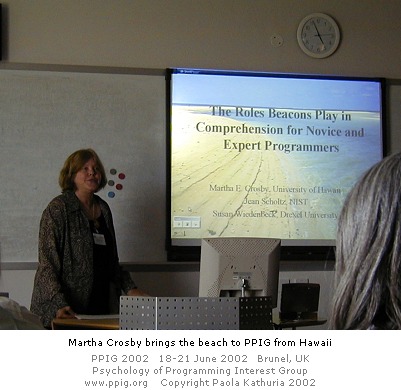 The Roles Beacons Play in
Comprehension for Novice and
Expert Programmers
Martha E. Crosby, University of Hawaii
Jean Scholtz, NIST
Susan Wiedenbeck, Drexel University
Martha Crosby brings the beach to PPIG from Hawaii
PPIG 2002 18-21 June 2002 Brunel, UK
Psychology of Programming Interest Group
www.ppig.org Copyright Paola Kathuria 2002